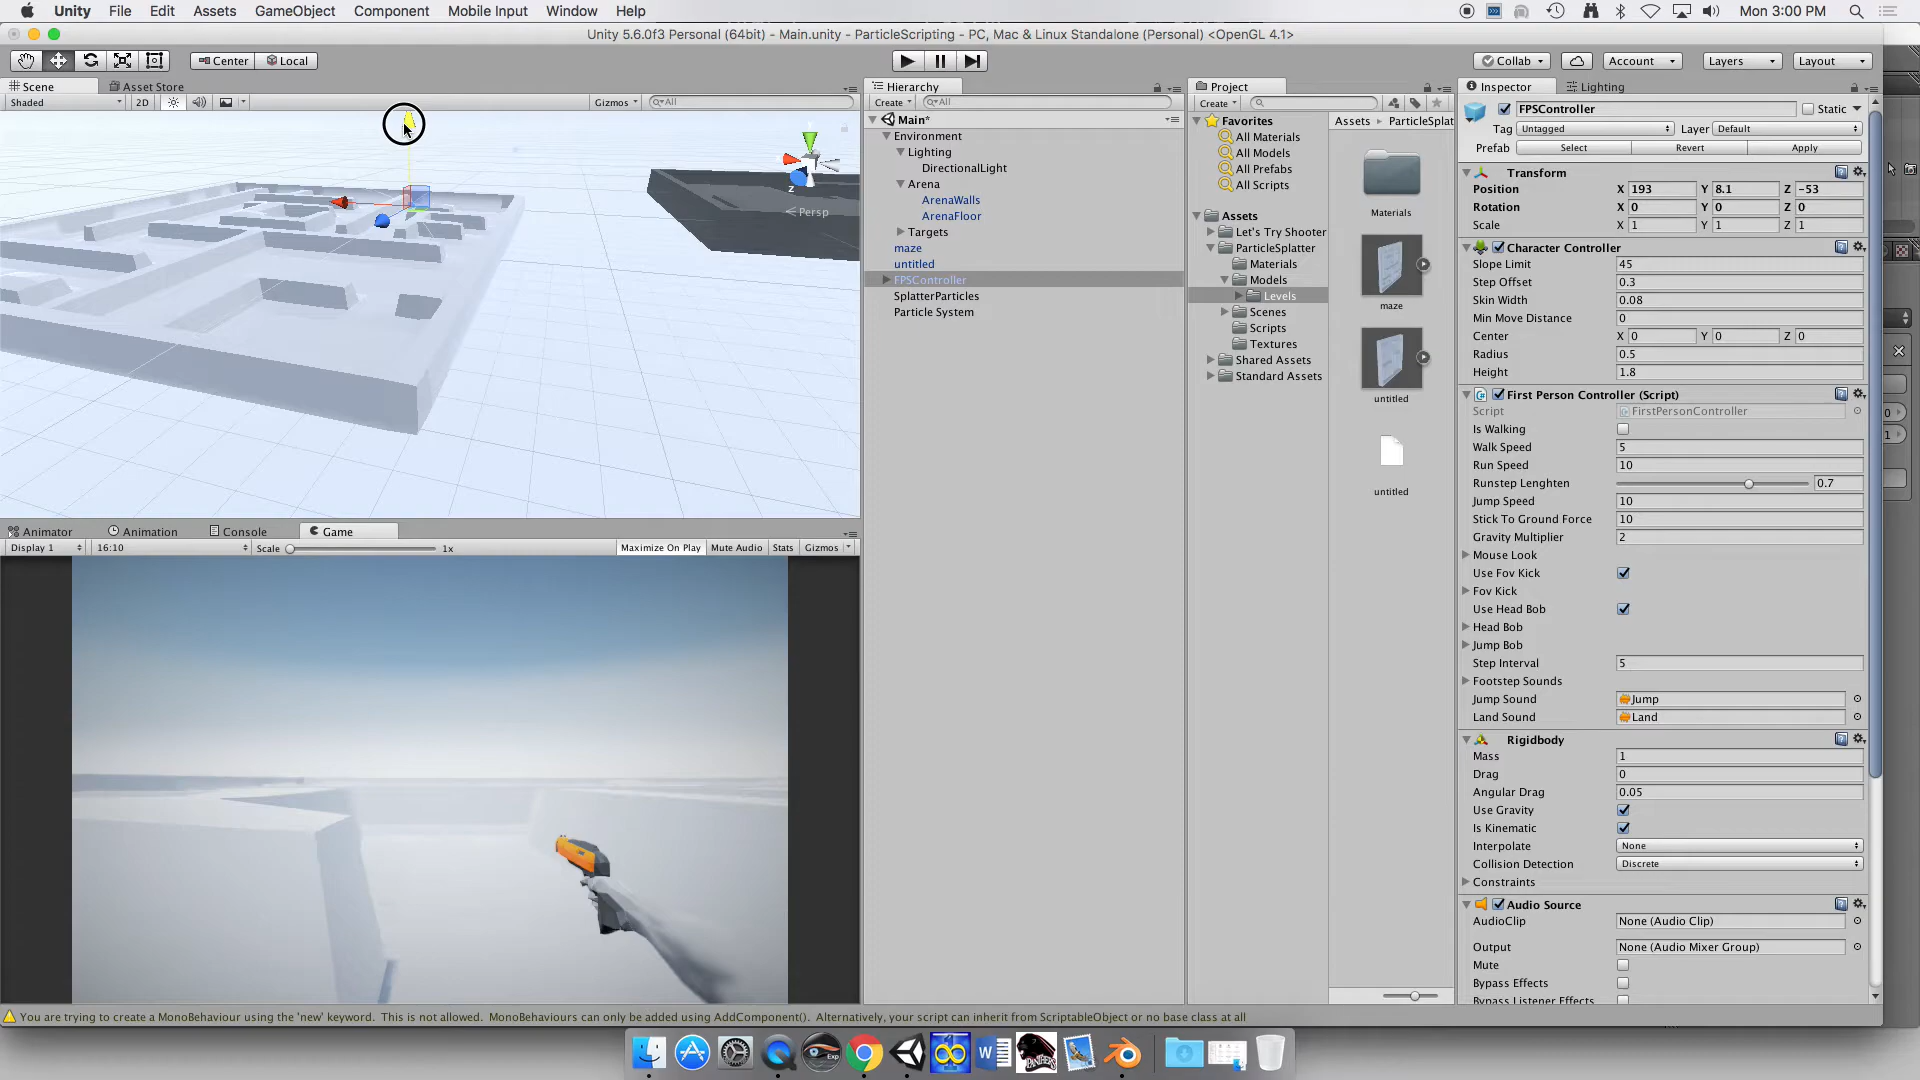 Unity File Edit Assets GameObject Component Mobile Input Window Help Mon 3:00 PM
Unity 5.6.0f3 Personal (64bit) - Main.unity - ParticleScripting - PC, Mac & Linux Standalone (Personal) <OpenGL 4.1>
Center Local Collab Account Layers Layout
Scene Asset Store
Shaded 2D Gizmos All
Persp
z
Animator Animation Console Game
Display 1 16:10 Scale 1x Maximize On Play Mute Audio Stats Gizmos
Hierarchy
Create All
Main*
Environment
Lighting
DirectionalLight
Arena
ArenaWalls
ArenaFloor
Targets
maze
untitled
FPSController
SplatterParticles
Particle System
Project
Create
Favorites
All Materials
All Models
All Prefabs
All Scripts
Assets
Let's Try Shooter
ParticleSplatter
Materials
Models
Levels
Scenes
Scripts
Textures
Shared Assets
Standard Assets
Assets ParticleSplat
Materials
maze
untitled
untitled
Inspector Lighting
FPSController Static
Tag Untagged Layer Default
Prefab Select Revert Apply
Transform
Position X 193 Y 8.1 Z -53
Rotation X 0 Y 0 Z 0
Scale X 1 Y 1 Z 1
Character Controller
Slope Limit 45
Step Offset 0.3
Skin Width 0.08
Min Move Distance 0
Center X 0 Y 0 Z 0
Radius 0.5
Height 1.8
First Person Controller (Script)
Script FirstPersonController
Is Walking
Walk Speed 5
Run Speed 10
Runstep Lenghten 0.7
Jump Speed 10
Stick To Ground Force 10
Gravity Multiplier 2
Mouse Look
Use Fov Kick
Fov Kick
Use Head Bob
Head Bob
Jump Bob
Step Interval 5
Footstep Sounds
Jump Sound Jump
Land Sound Land
Rigidbody
Mass 1
Drag 0
Angular Drag 0.05
Use Gravity
Is Kinematic
Interpolate None
Collision Detection Discrete
Constraints
Audio Source
AudioClip None (Audio Clip)
Output None (Audio Mixer Group)
Mute
Bypass Effects
Bypass Listener Effects
You are trying to create a MonoBehaviour using the 'new' keyword. This is not allowed. MonoBehaviours can only be added using AddComponent(). Alternatively, your script can inherit from ScriptableObject or no base class at all
Exp
PANTHERS